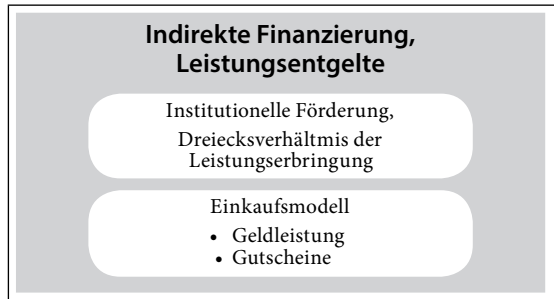 Indirekte Finanzierung,
Leistungsentgelte
Institutionelle Förderung,
Dreiecksverhältmis der
Leistungserbringung
Einkaufsmodell
• Geldleistung
• Gutscheine